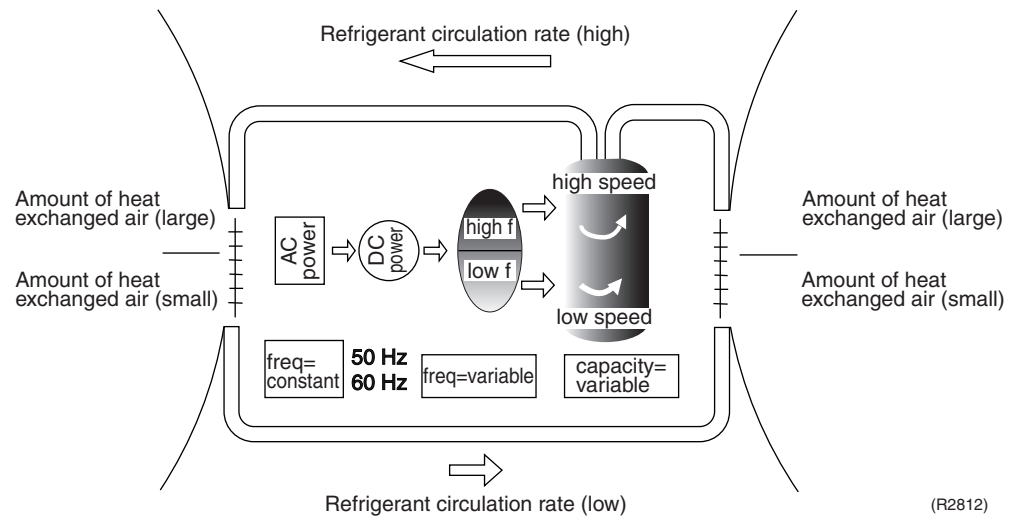 Refrigerant circulation rate (high)
high speed
Amount of heat
exchanged air (large)
Amount of heat
exchanged air (small)
AC
power
DC
power
high f
low f
low speed
Amount of heat
exchanged air (large)
Amount of heat
exchanged air (small)
freq=
constant
50 Hz
60 Hz
freq=variable
capacity=
variable
Refrigerant circulation rate (low)
(R2812)